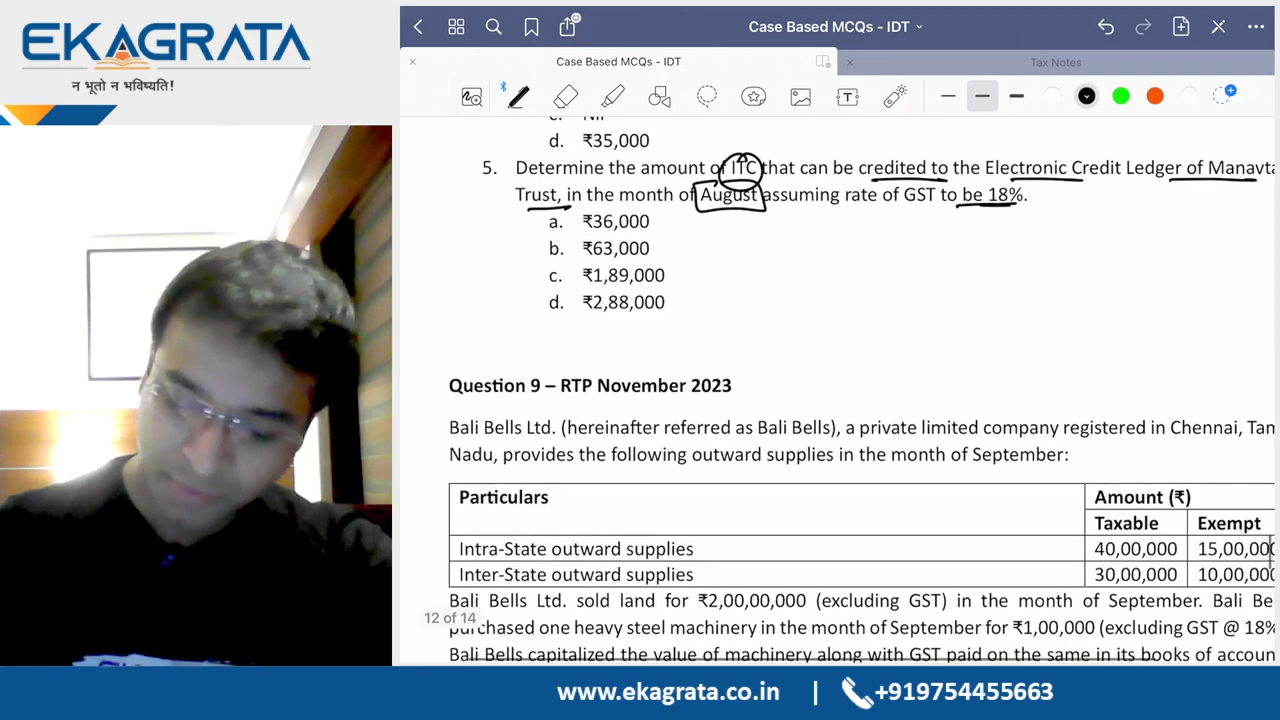 EKAGRATA
न भूतो न भविष्यति!
Case Based MCQs - IDT
Case Based MCQs - IDT
Tax Notes
d. ₹35,000
5. Determine the amount of ITC that can be credited to the Electronic Credit Ledger of Manavta
Trust, in the month of August assuming rate of GST to be 18%.
a. ₹36,000
b. ₹63,000
c. ₹1,89,000
d. ₹2,88,000
Question 9 – RTP November 2023
Bali Bells Ltd. (hereinafter referred as Bali Bells), a private limited company registered in Chennai, Tam
Nadu, provides the following outward supplies in the month of September:
Particulars Amount (₹)
Taxable Exempt
Intra-State outward supplies 40,00,000 15,00,000
Inter-State outward supplies 30,00,000 10,00,000
Bali Bells Ltd. sold land for ₹2,00,00,000 (excluding GST) in the month of September. Bali Be
12 of 14
purchased one heavy steel machinery in the month of September for ₹1,00,000 (excluding GST @ 18%
Bali Bells capitalized the value of machinery along with GST paid on the same in its books of accoun
www.ekagrata.co.in | +919754455663